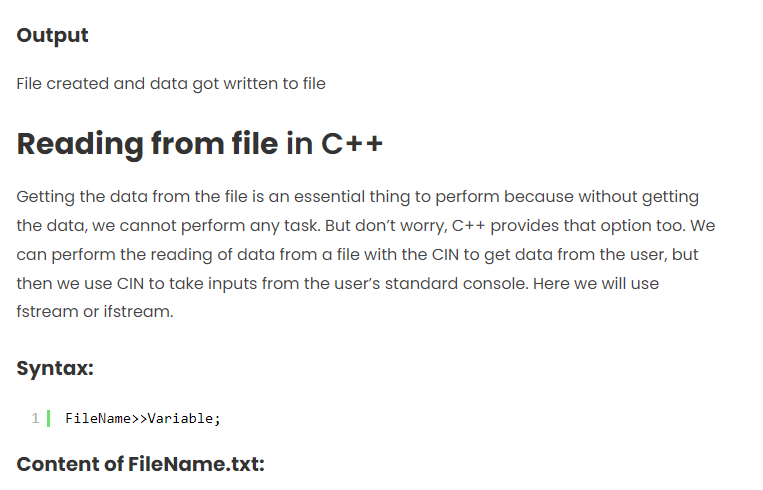 Output
File created and data got written to file
Reading from file in C++
Getting the data from the file is an essential thing to perform because without getting
the data, we cannot perform any task. But don’t worry, C++ provides that option too. We
can perform the reading of data from a file with the CIN to get data from the user, but
then we use CIN to take inputs from the user’s standard console. Here we will use
fstream or ifstream.
Syntax:
1 FileName>>Variable;
Content of FileName.txt: